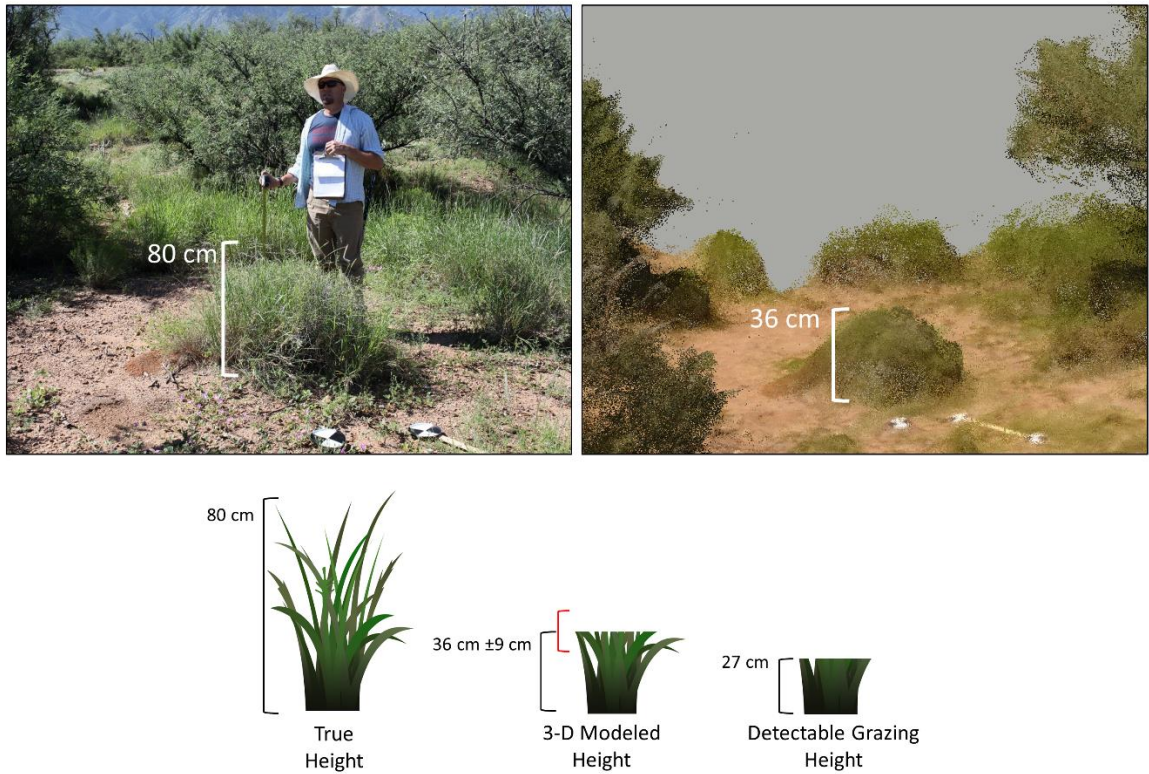 80 cm
36 cm
80 cm
36 cm ±9 cm
27 cm
True
Height
3-D Modeled
Height
Detectable Grazing
Height